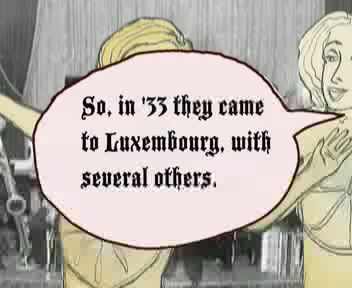 So, in '33 they came
to Luxembourg, with
several others.